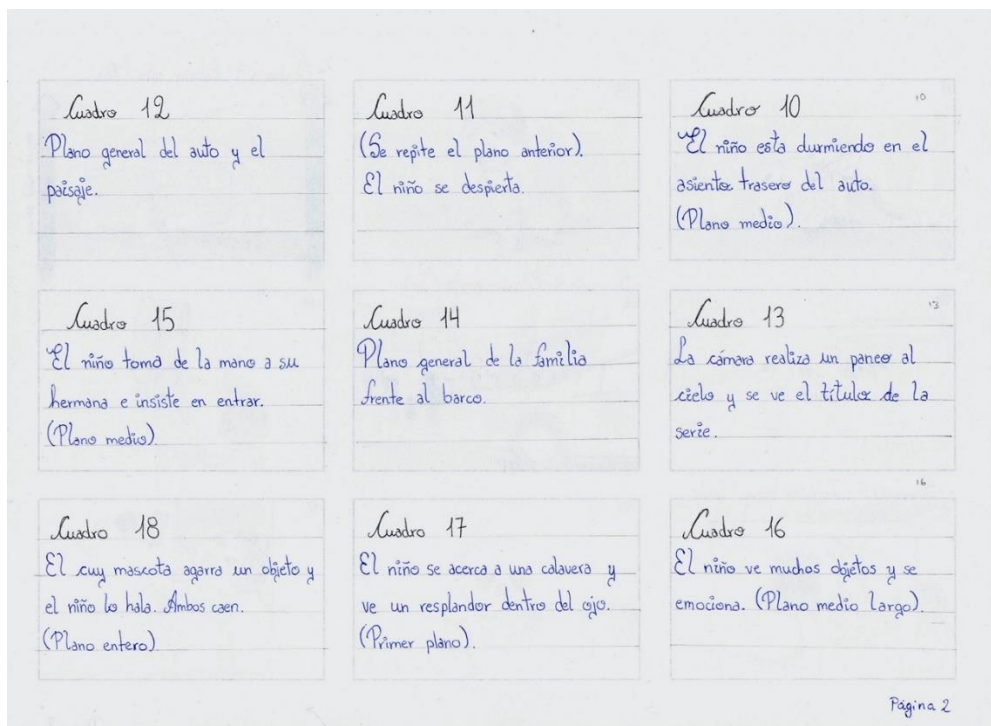 Cuadro 12
Plano general del auto y el
paisaje.
Cuadro 11
(Se repite el plano anterior).
El niño se despierta.
10
Cuadro 10
El niño esta durmiendo en el
asiento trasero del auto.
(Plano medio).
Cuadro 15
El niño toma de la mano a su
hermana e insiste en entrar.
(Plano medio)
Cuadro 14
Plano general de la familia
frente al barco.
13
Cuadro 13
La cámara realiza un paneo al
cielo y se ve el título de la
serie.
Cuadro 18
El cuy mascota agarra un objeto y
el niño lo hala. Ambos caen.
(Plano entero)
Cuadro 17
El niño se acerca a una calavera y
ve un resplandor dentro del ojo.
(Primer plano).
16
Cuadro 16
El niño ve muchos objetos y se
emociona. (Plano medio largo).
Página 2